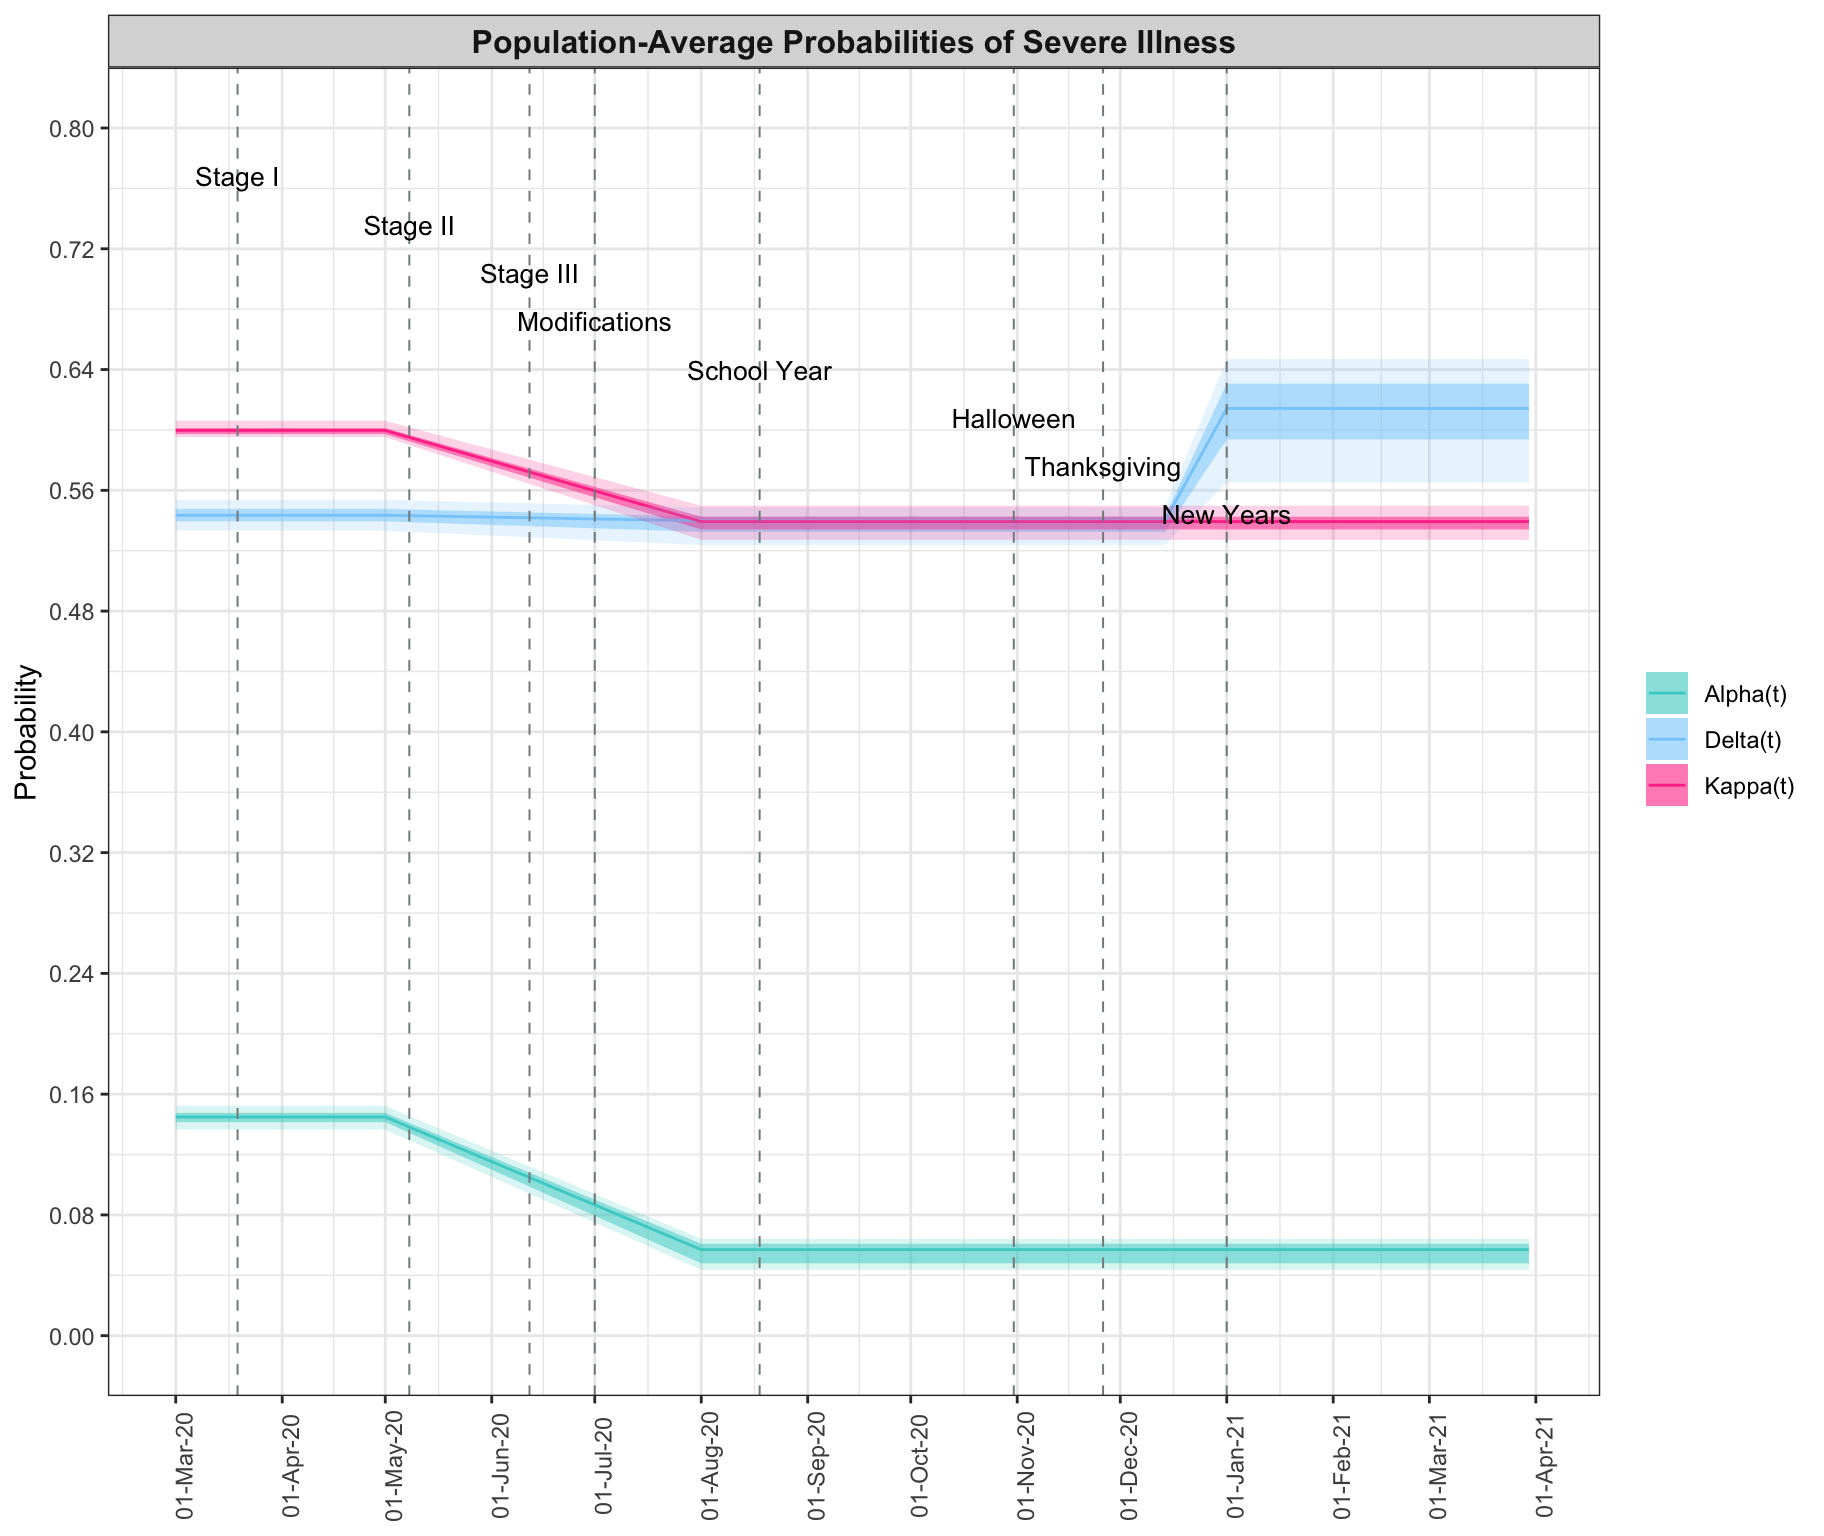 Population-Average Probabilities of Severe Illness
Probability
0.80
0.72
0.64
0.56
0.48
0.40
0.32
0.24
0.16
0.08
0.00
Stage I
Stage II
Stage III
Modifications
School Year
Halloween
Thanksgiving
New Years
01-Mar-20
01-Apr-20
01-May-20
01-Jun-20
01-Jul-20
01-Aug-20
01-Sep-20
01-Oct-20
01-Nov-20
01-Dec-20
01-Jan-21
01-Feb-21
01-Mar-21
01-Apr-21
Alpha(t)
Delta(t)
Kappa(t)